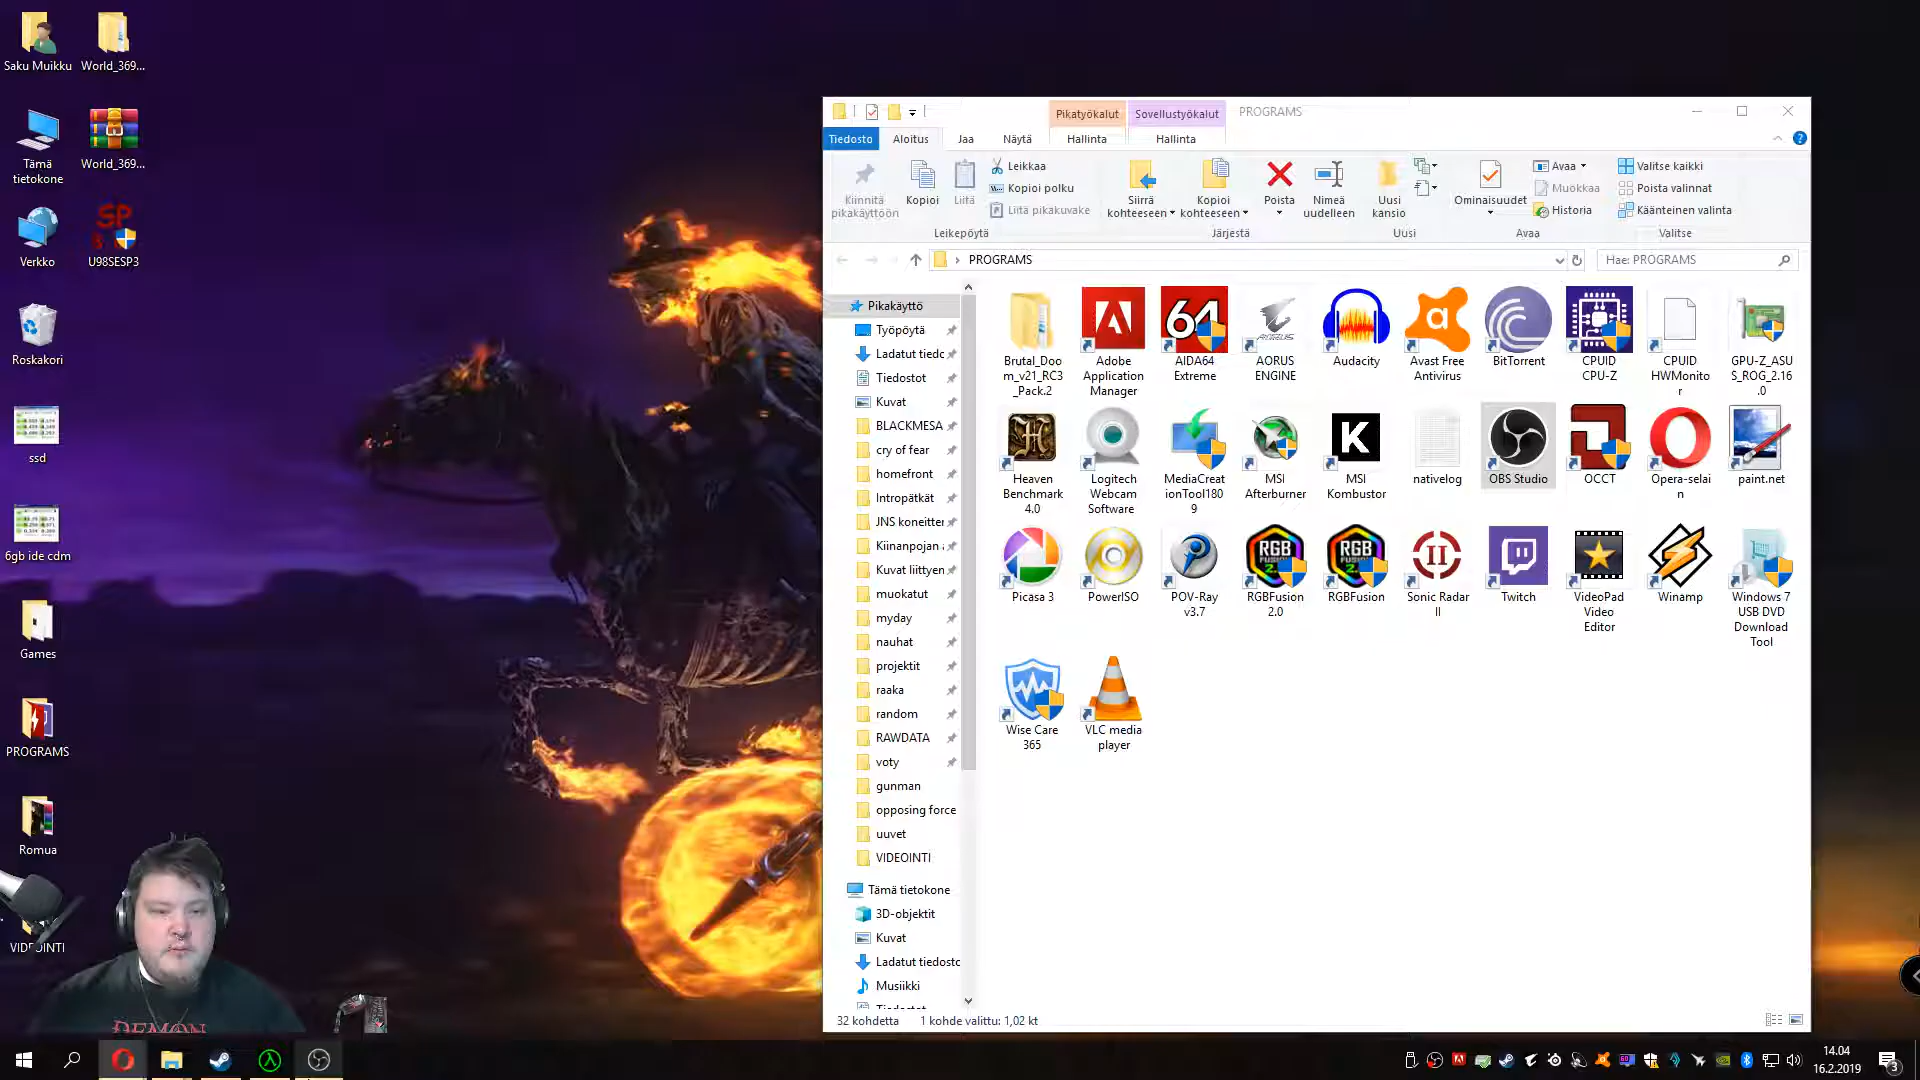 Saku Muikku
World_369...
Tämä
tietokone
World_369...
Verkko
U98SESP3
Roskakori
ssd
6gb ide cdm
Games
PROGRAMS
Romua
VIDEOINTI
DEMON
Pikatyökalut
Sovellustyökalut
PROGRAMS
Tiedosto
Aloitus
Jaa
Näytä
Hallinta
Hallinta
Kiinnitä
pikakäyttöön
Kopioi
Liitä
Leikkaa
Kopioi polku
Liitä pikakuvake
Leikepöytä
Siirrä
kohteeseen
Kopioi
kohteeseen
Poista
Nimeä
uudelleen
Järjestä
Uusi
kansio
Uusi
Ominaisuudet
Avaa
Muokkaa
Historia
Avaa
Valitse kaikki
Poista valinnat
Käänteinen valinta
Valitse
PROGRAMS
Hae: PROGRAMS
Pikakäyttö
Työpöytä
Ladatut tiedc
Tiedostot
Kuvat
BLACKMESA
cry of fear
homefront
Intropätkät
JNS koneitter
Kiinanpojan a
Kuvat liittyen
muokatut
myday
nauhat
projektit
raaka
random
RAWDATA
voty
gunman
opposing force
uuvet
VIDEOINTI
Tämä tietokone
3D-objektit
Kuvat
Ladatut tiedostc
Musiikki
Tiedostot
Brutal_Doo
m_v21_RC3
_Pack.2
Adobe
Application
Manager
AIDA64
Extreme
AORUS
ENGINE
Audacity
Avast Free
Antivirus
BitTorrent
CPUID
CPU-Z
CPUID
HWMonito
r
GPU-Z_ASU
S_ROG_2.16
.0
Heaven
Benchmark
4.0
Logitech
Webcam
Software
MediaCreat
ionTool180
9
MSI
Afterburner
MSI
Kombustor
nativelog
OBS Studio
OCCT
Opera-selai
n
paint.net
Picasa 3
PowerISO
POV-Ray
v3.7
RGBFusion
2.0
RGBFusion
Sonic Radar
II
Twitch
VideoPad
Video
Editor
Winamp
Windows 7
USB DVD
Download
Tool
Wise Care
365
VLC media
player
32 kohdetta
1 kohde valittu: 1,02 kt
14.04
16.2.2019
3